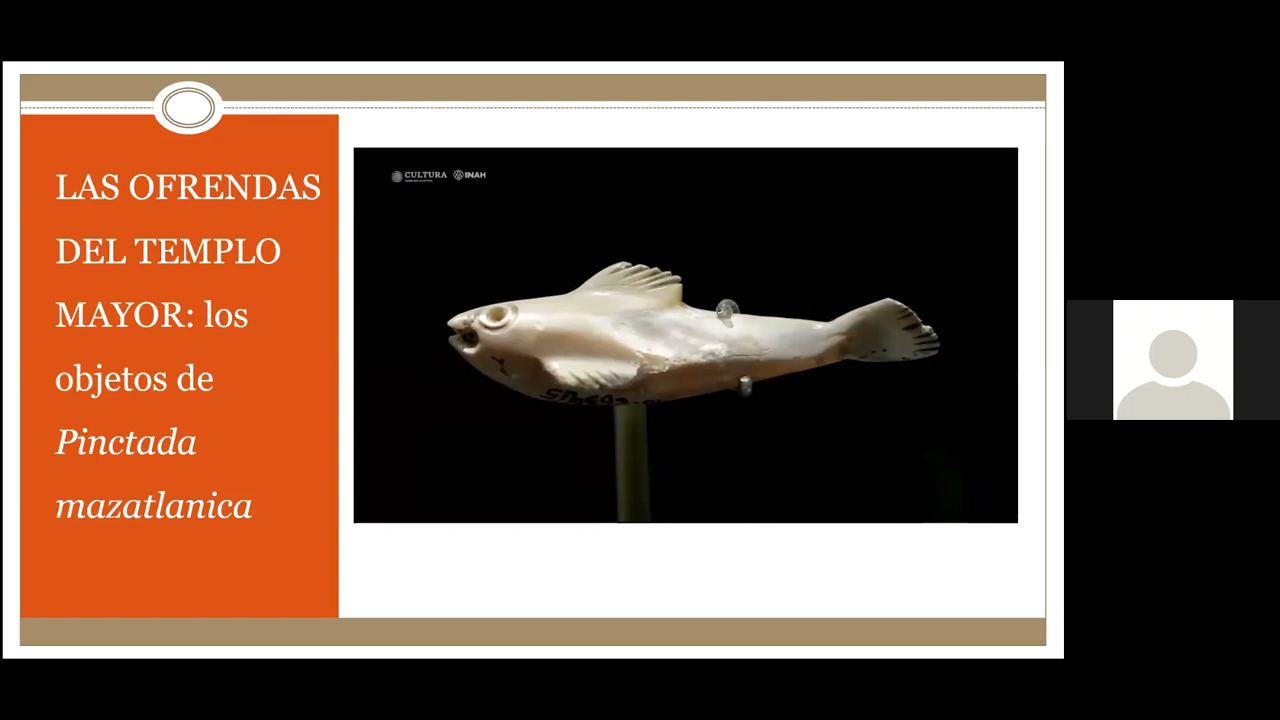 LAS OFRENDAS
DEL TEMPLO
MAYOR: los
objetos de
Pinctada
mazatlanica
CULTURA INAH